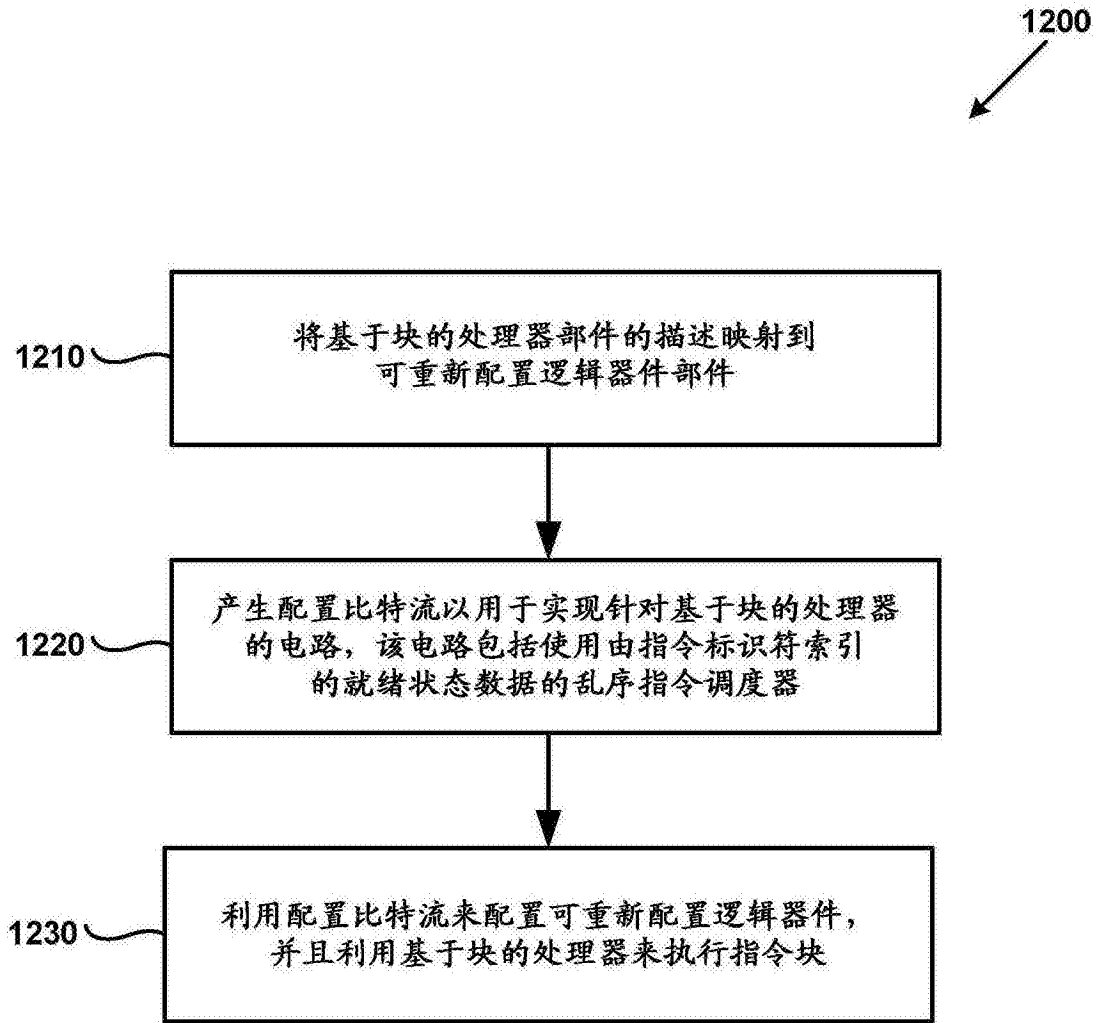 1200
1210
将基于块的处理器部件的描述映射到
可重新配置逻辑器件部件
1220
产生配置比特流以用于实现针对基于块的处理器
的电路，该电路包括使用由指令标识符索引
的就绪状态数据的乱序指令调度器
1230
利用配置比特流来配置可重新配置逻辑器件，
并且利用基于块的处理器来执行指令块